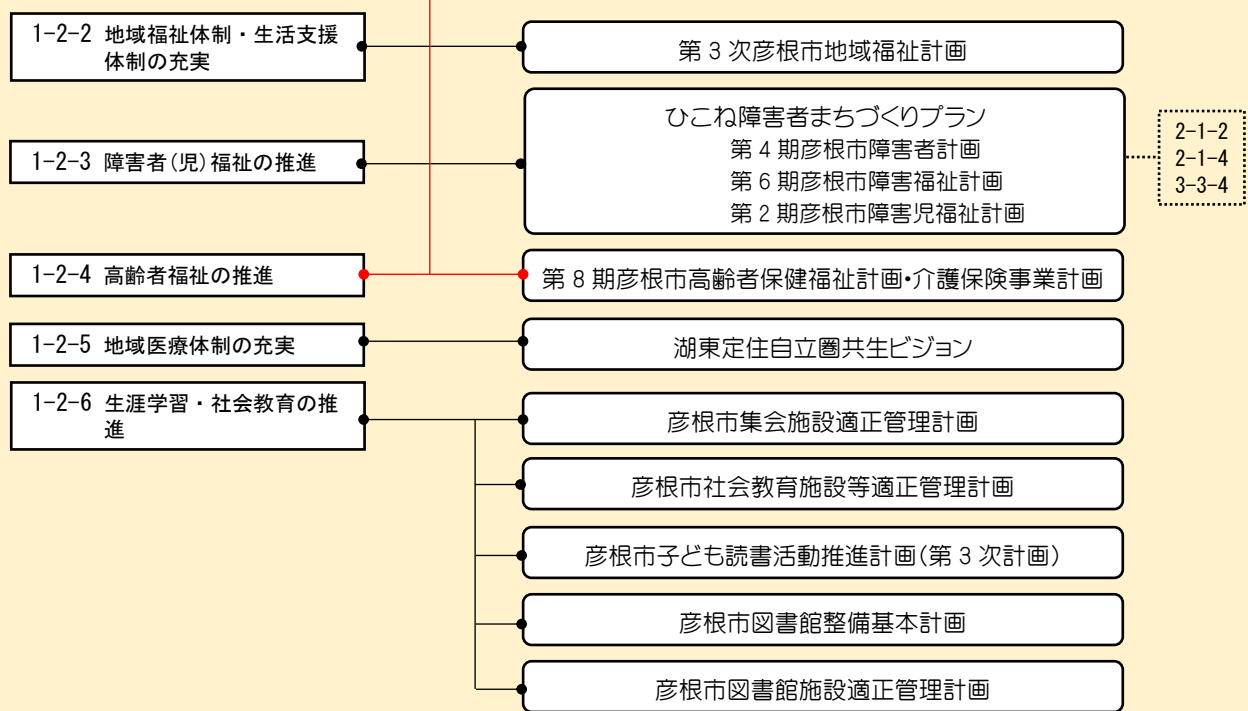 1-2-2 地域福祉体制・生活支援
体制の充実
第3次彦根市地域福祉計画
1-2-3 障害者(児)福祉の推進
ひこね障害者まちづくりプラン
第4期彦根市障害者計画
第6期彦根市障害福祉計画
第2期彦根市障害児福祉計画
2-1-2
2-1-4
3-3-4
1-2-4 高齢者福祉の推進
第8期彦根市高齢者保健福祉計画・介護保険事業計画
1-2-5 地域医療体制の充実
湖東定住自立圏共生ビジョン
1-2-6 生涯学習・社会教育の推
進
彦根市集会施設適正管理計画
彦根市社会教育施設等適正管理計画
彦根市子ども読書活動推進計画(第3次計画)
彦根市図書館整備基本計画
彦根市図書館施設適正管理計画